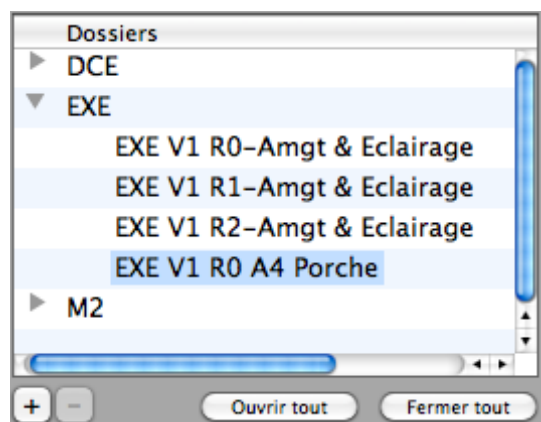 Dossiers
DCE
EXE
EXE V1 R0-Amgt & Eclairage
EXE V1 R1-Amgt & Eclairage
EXE V1 R2-Amgt & Eclairage
EXE V1 R0 A4 Porche
M2
+ - Ouvrir tout Fermer tout